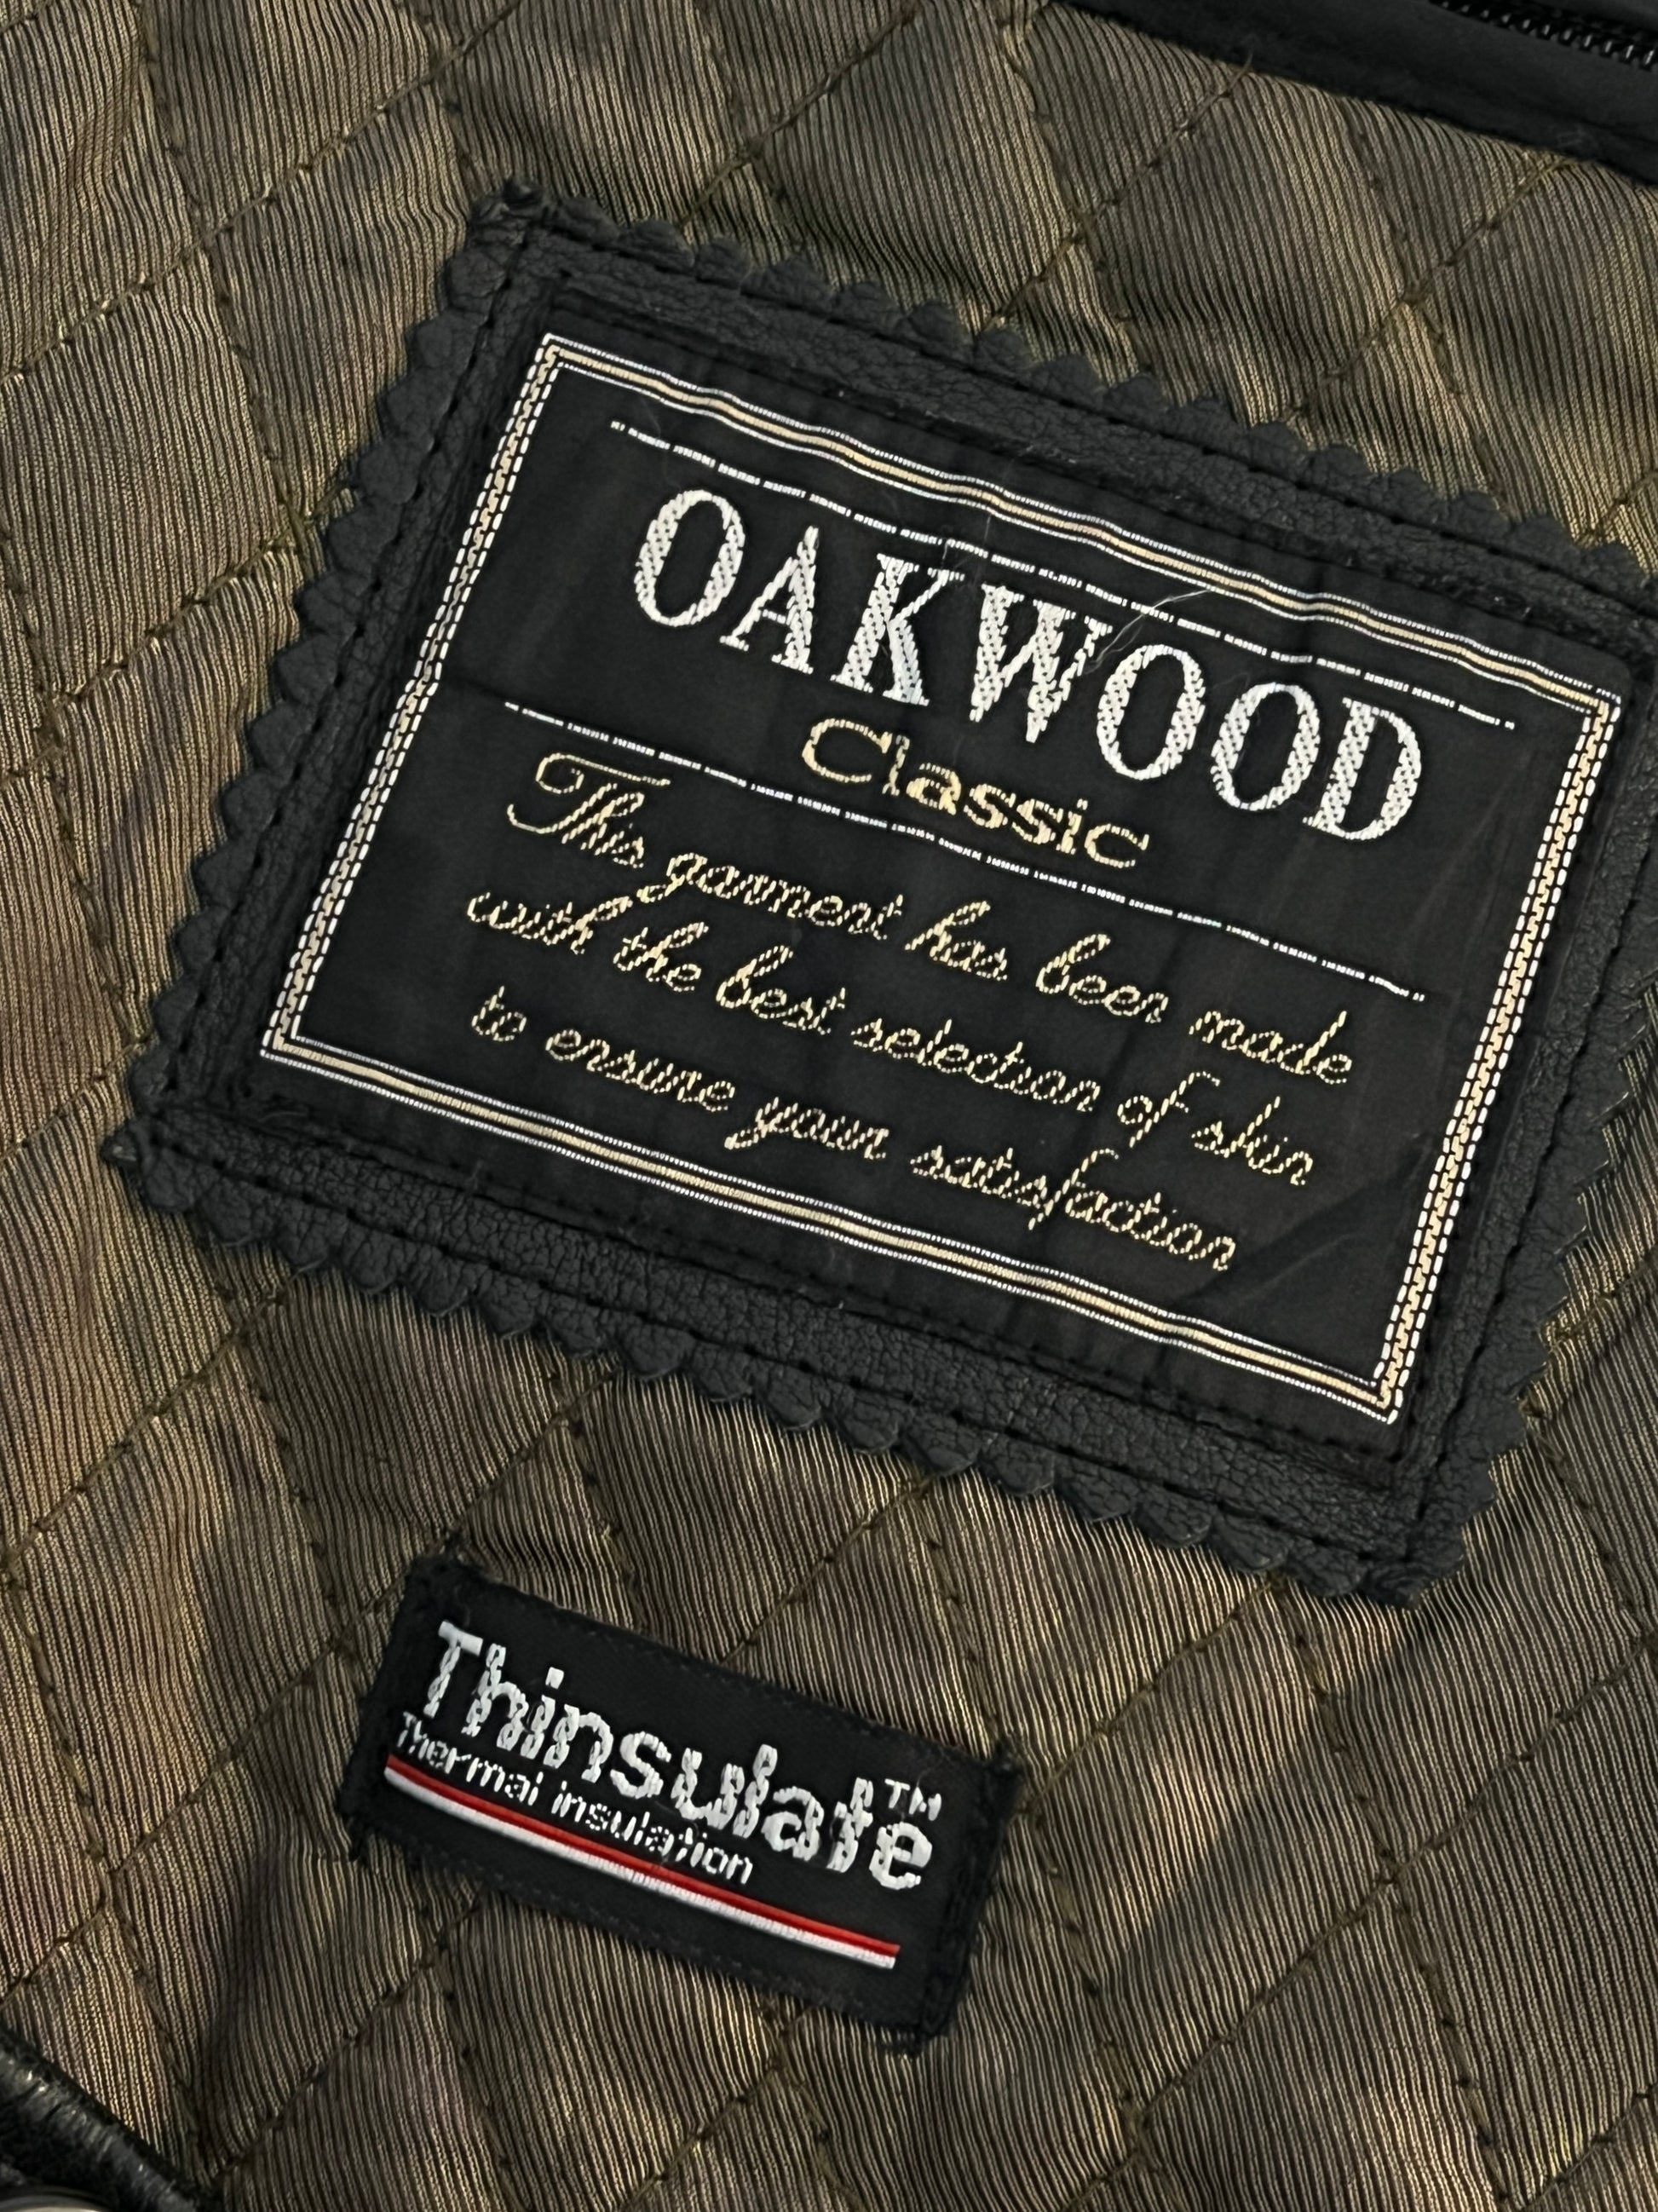 OAKWOOD
Classic
This garment has been made
with the best selection of skin
to ensure your satisfaction
Thinsulate™
Thermal insulation